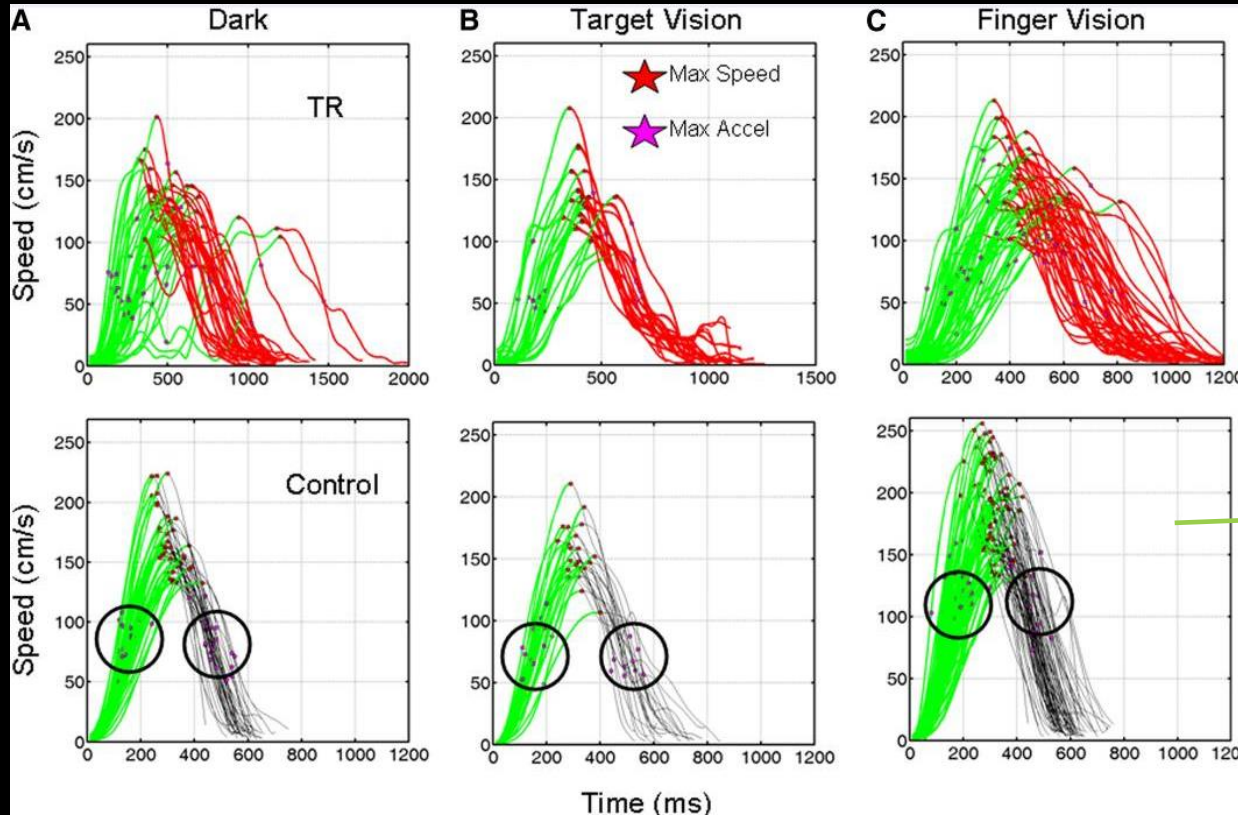 A Dark
B Target Vision
C Finger Vision
Speed (cm/s)
250
200
150
100
50
0
TR
0 500 1000 1500 2000
250
200
150
100
50
0
Max Speed
Max Accel
0 500 1000 1500
250
200
150
100
50
0
0 200 400 600 800 1000 1200
Speed (cm/s)
250
200
150
100
50
0
Control
0 200 400 600 800 1000 1200
250
200
150
100
50
0
0 200 400 600 800 1000 1200
250
200
150
100
50
0
0 200 400 600 800 1000 1200
Time (ms)